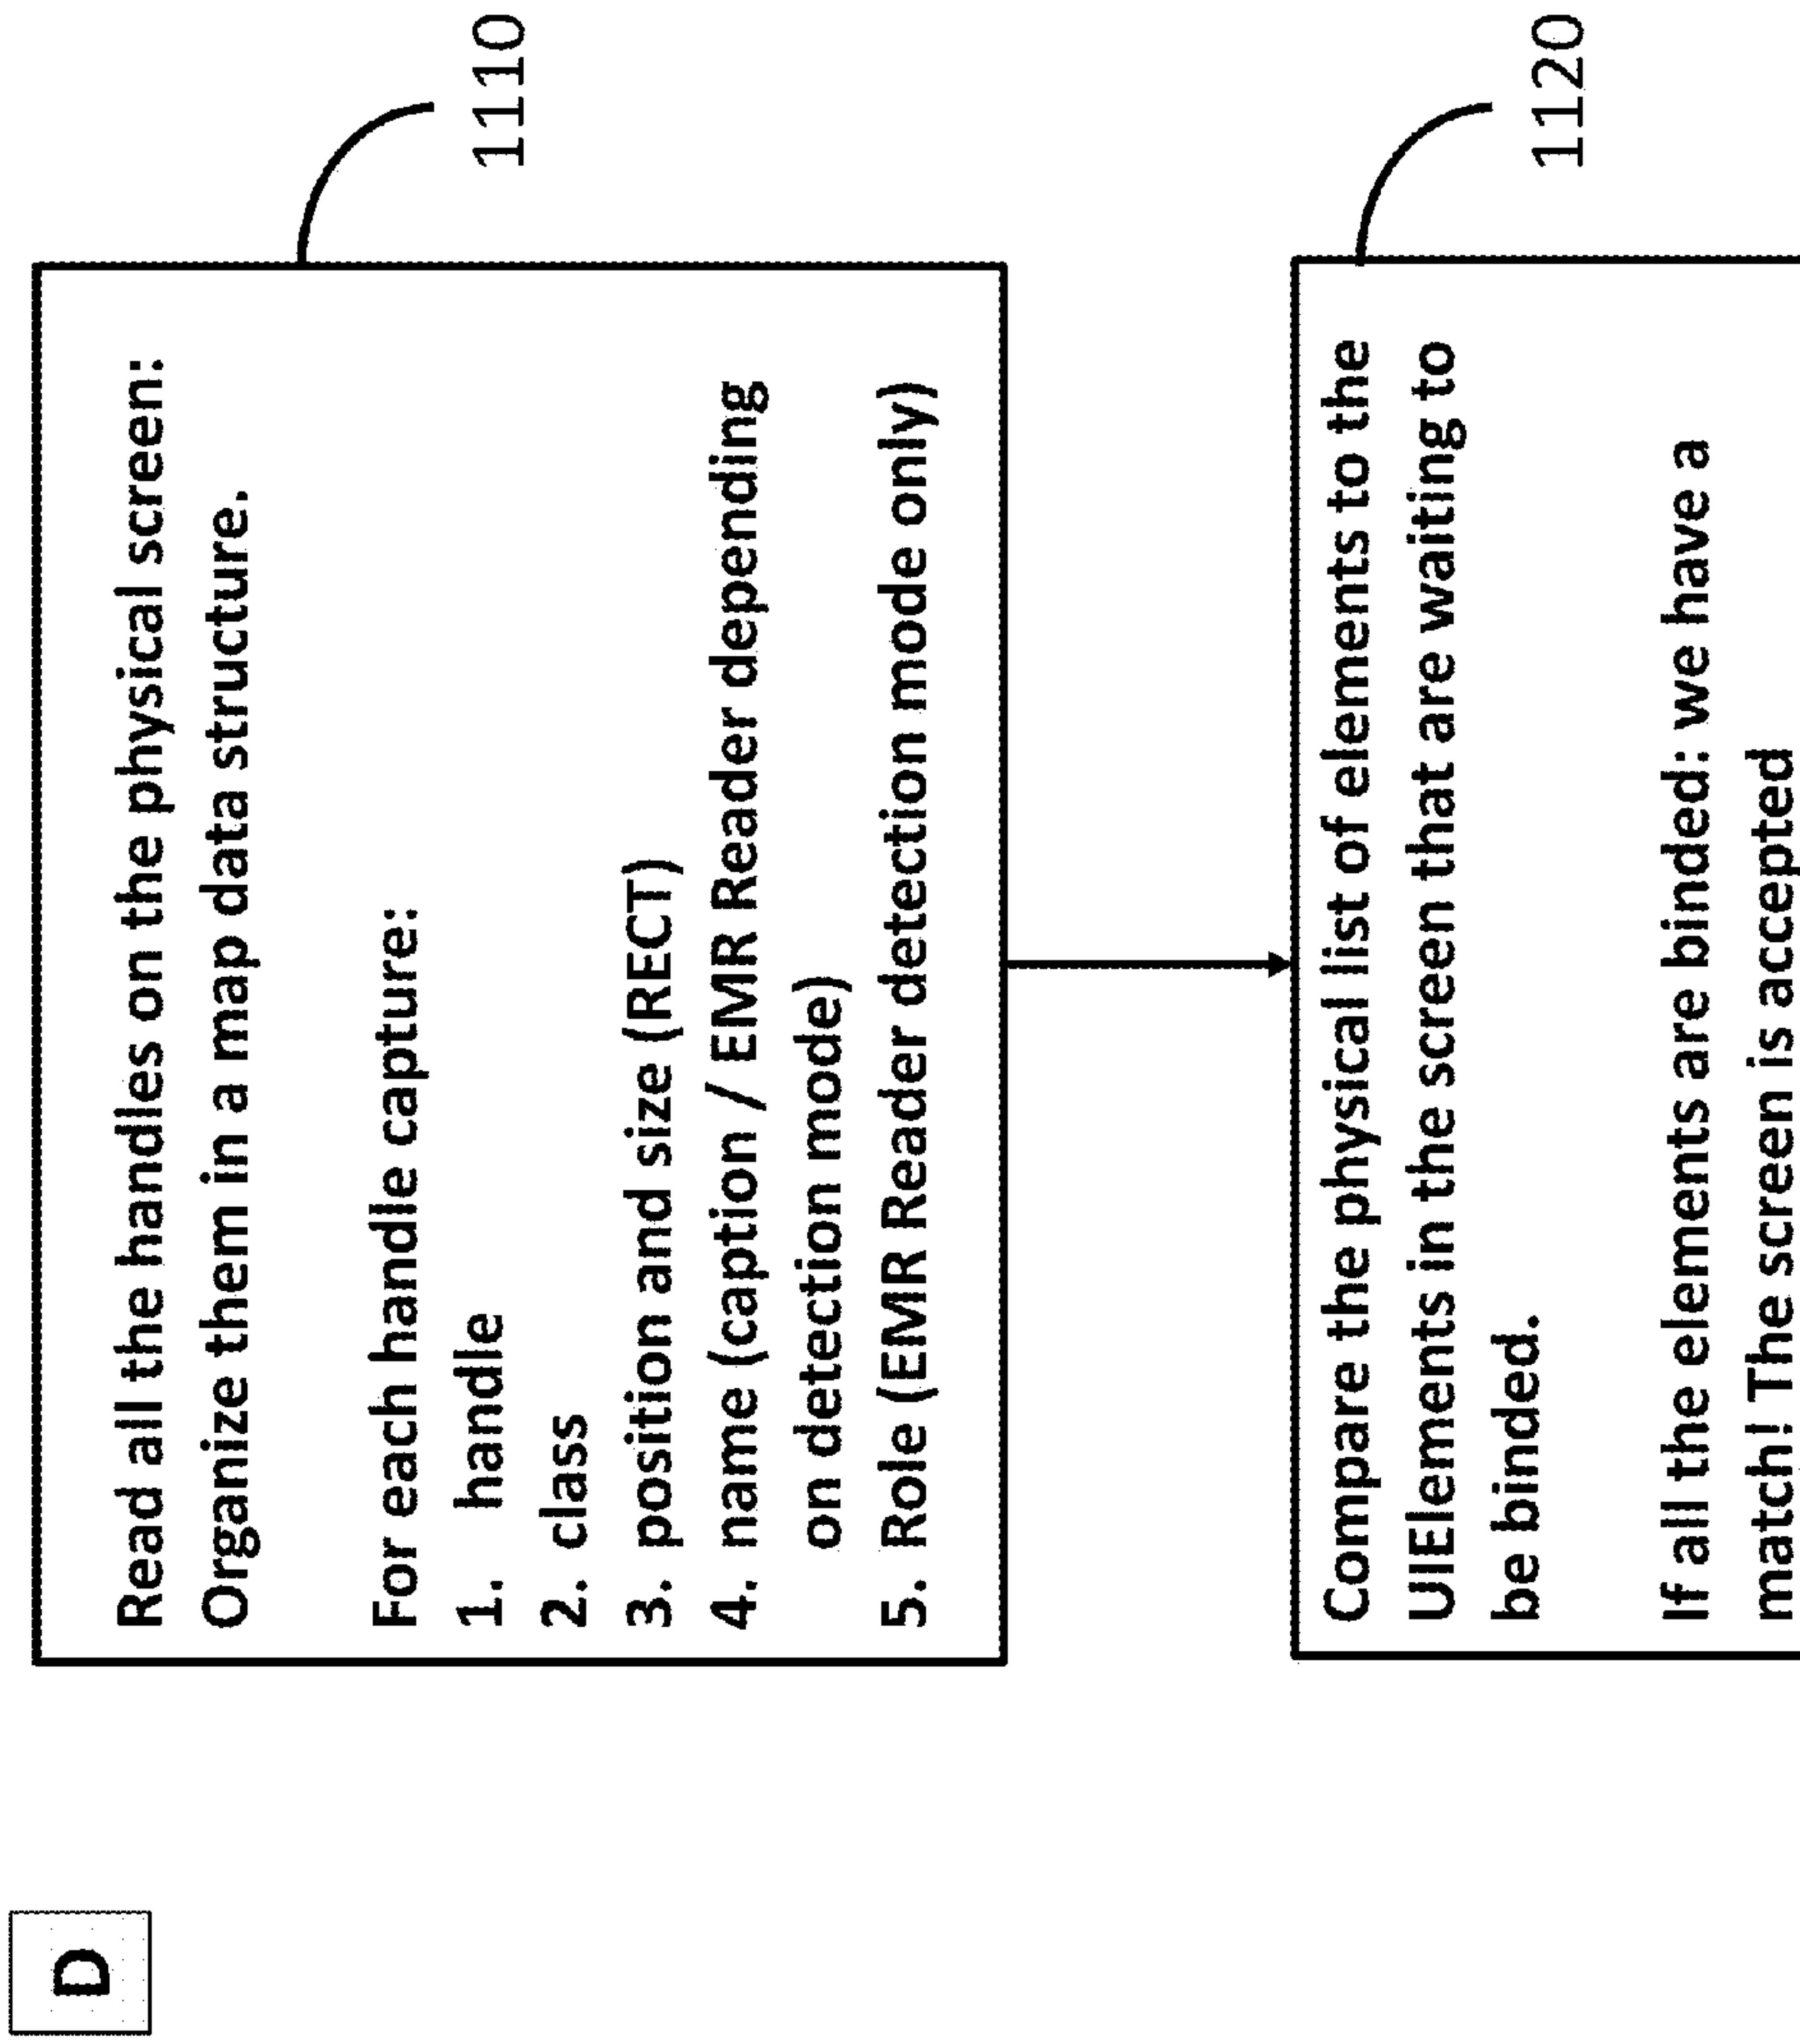 D
Read all the handles on the physical screen:
Organize them in a map data structure.
For each handle capture:
1. handle
2. class
3. position and size (RECT)
4. name (caption / EMR Reader depending
on detection mode)
5. Role (EMR Reader detection mode only)
1110
Compare the physical list of elements to the
UIElements in the screen that are waiting to
be binded.
If all the elements are binded: we have a
match! The screen is accepted
1120